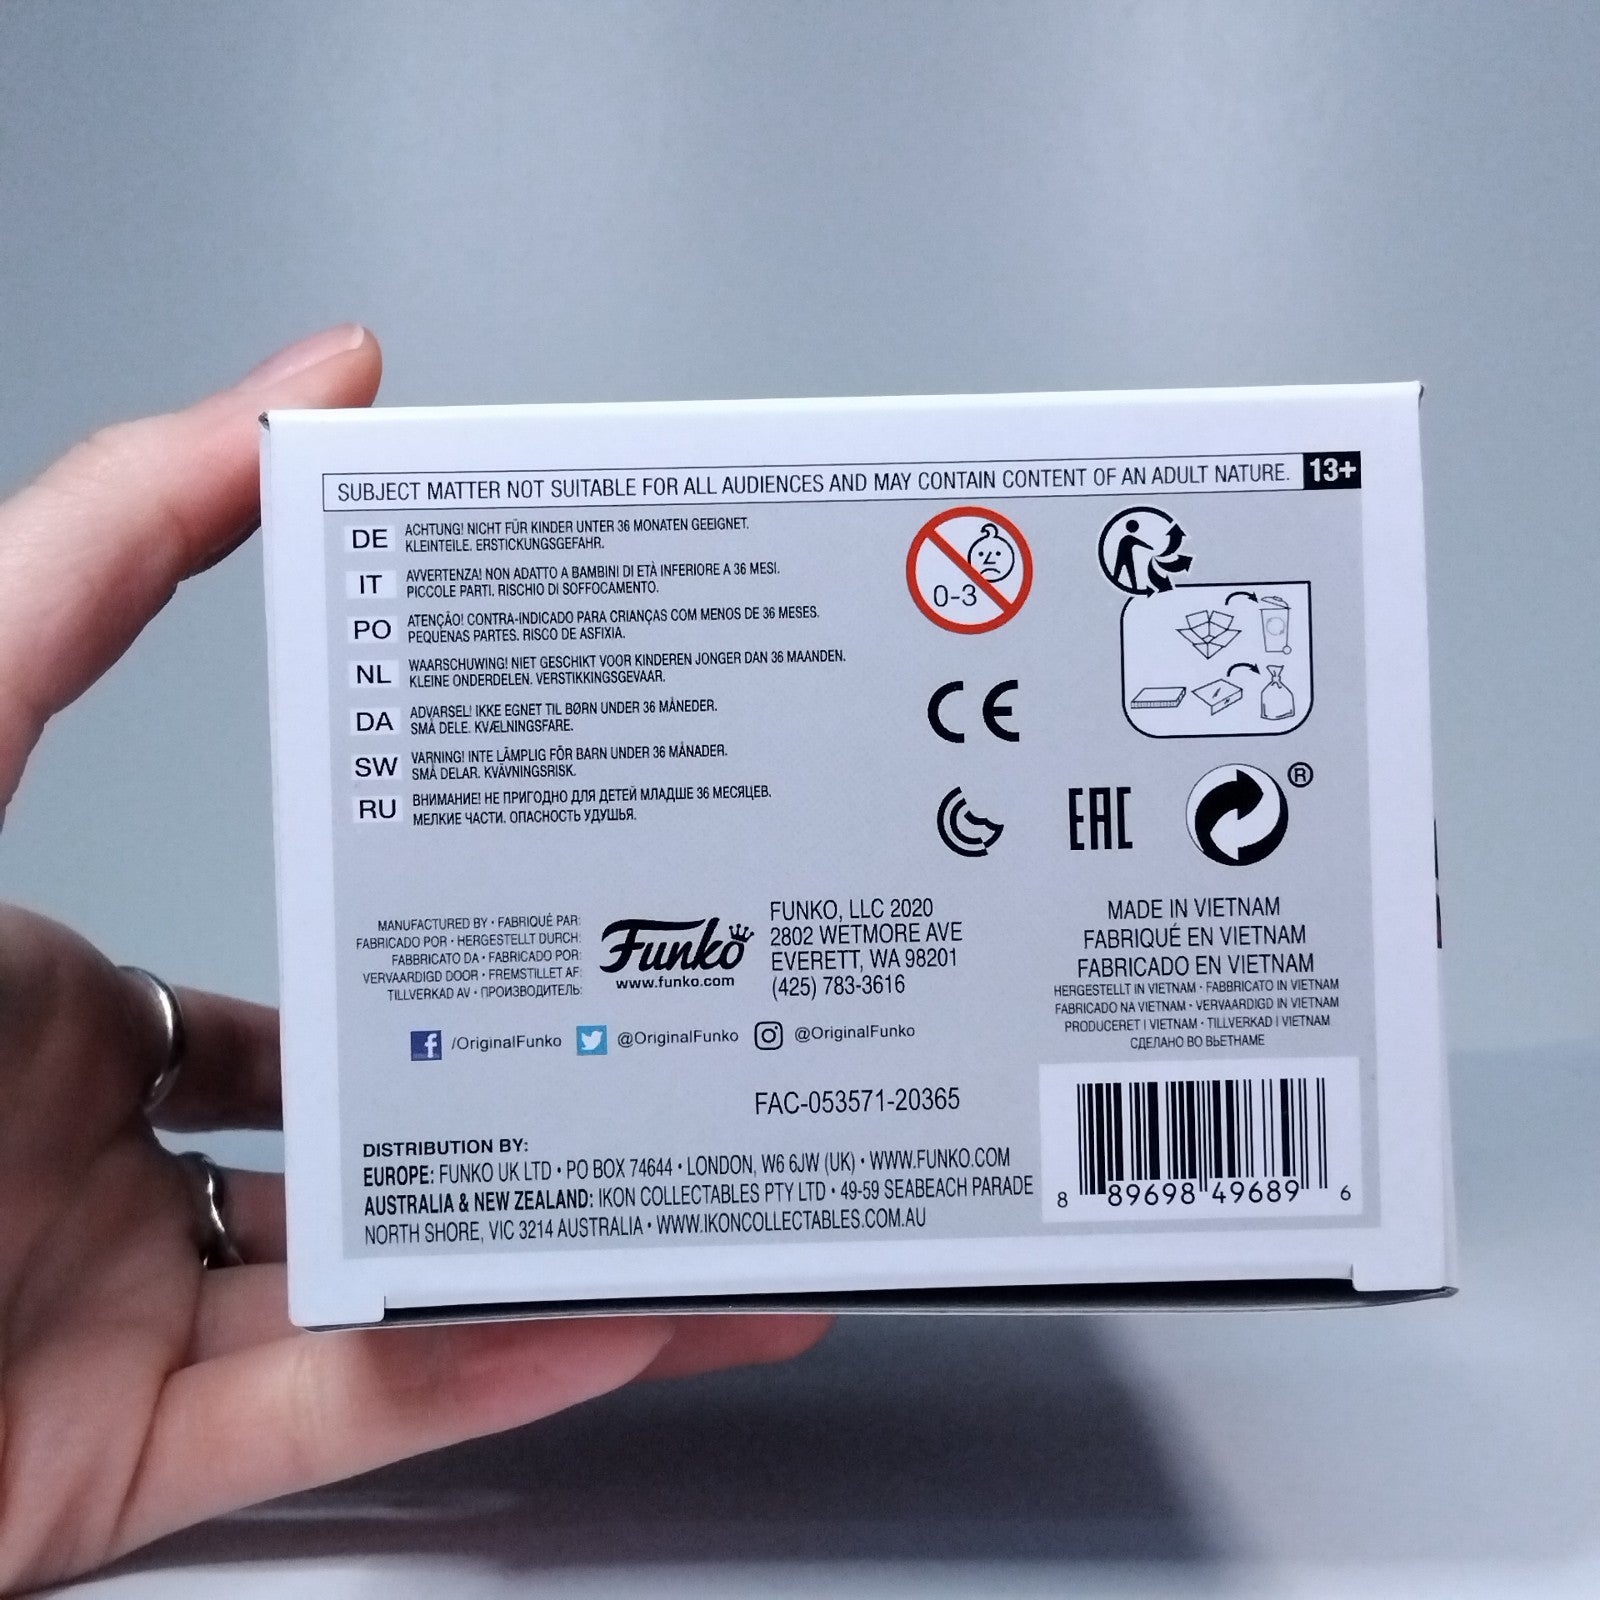 SUBJECT MATTER NOT SUITABLE FOR ALL AUDIENCES AND MAY CONTAIN CONTENT OF AN ADULT NATURE. 13+
DE ACHTUNG! NICHT FÜR KINDER UNTER 36 MONATEN GEEIGNET.
KLEINTEILE. ERSTICKUNGSGEFAHR.
IT AVVERTENZA! NON ADATTO A BAMBINI DI ETÀ INFERIORE A 36 MESI.
PICCOLE PARTI. RISCHIO DI SOFFOCAMENTO.
PO ATENÇÃO! CONTRA-INDICADO PARA CRIANÇAS COM MENOS DE 36 MESES.
PEQUENAS PARTES. RISCO DE ASFIXIA.
NL WAARSCHUWING! NIET GESCHIKT VOOR KINDEREN JONGER DAN 36 MAANDEN.
KLEINE ONDERDELEN. VERSTIKKINGSGEVAAR.
DA ADVARSEL! IKKE EGNET TIL BØRN UNDER 36 MÅNEDER.
SMÅ DELE. KVÆLNINGSFARE.
SW VARNING! INTE LÄMPLIG FÖR BARN UNDER 36 MÅNADER.
SMÅ DELAR. KVÄVNINGSRISK.
RU ВНИМАНИЕ! НЕ ПРИГОДНО ДЛЯ ДЕТЕЙ МЛАДШЕ 36 МЕСЯЦЕВ.
МЕЛКИЕ ЧАСТИ. ОПАСНОСТЬ УДУШЬЯ.
0-3
CE
EAC
®
MANUFACTURED BY • FABRIQUÉ PAR:
FABRICADO POR • HERGESTELLT DURCH:
FABBRICATO DA • FABRICADO POR:
VERVAARDIGD DOOR • FREMSTILLET AF:
TILLVERKAD AV • ПРОИЗВОДИТЕЛЬ:
Funko
www.funko.com
FUNKO, LLC 2020
2802 WETMORE AVE
EVERETT, WA 98201
(425) 783-3616
MADE IN VIETNAM
FABRIQUÉ EN VIETNAM
FABRICADO EN VIETNAM
HERGESTELLT IN VIETNAM • FABBRICATO IN VIETNAM
FABRICADO NA VIETNAM • VERVAARDIGD IN VIETNAM
PRODUCERET I VIETNAM • TILLVERKAD I VIETNAM
СДЕЛАНО ВО ВЬЕТНАМЕ
f /OriginalFunko @OriginalFunko @OriginalFunko
FAC-053571-20365
DISTRIBUTION BY:
EUROPE: FUNKO UK LTD • PO BOX 74644 • LONDON, W6 6JW (UK) • WWW.FUNKO.COM
AUSTRALIA & NEW ZEALAND: IKON COLLECTABLES PTY LTD • 49-59 SEABEACH PARADE
NORTH SHORE, VIC 3214 AUSTRALIA • WWW.IKONCOLLECTABLES.COM.AU
8 89698 49689 6